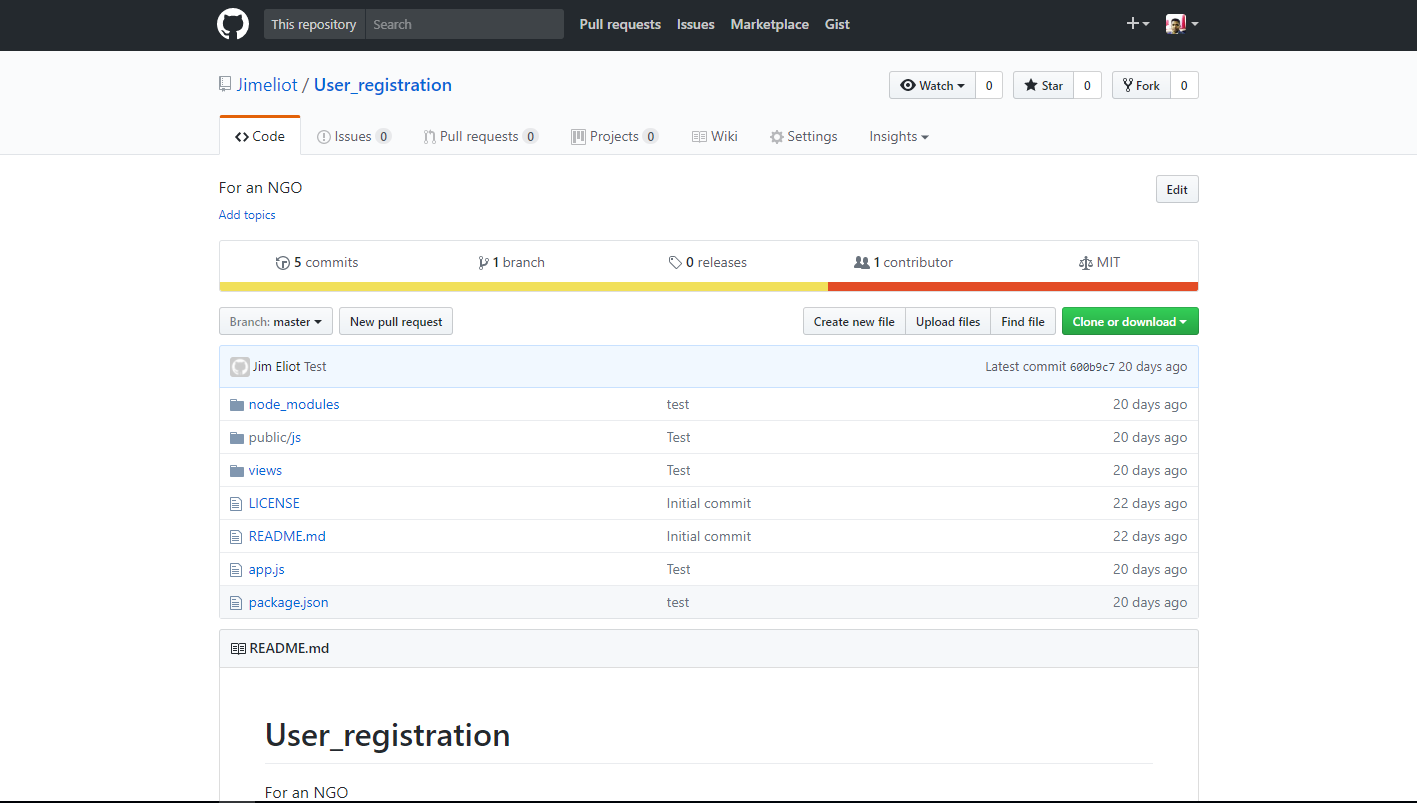 This repository Search Pull requests Issues Marketplace Gist
Jimeliot / User_registration Watch 0 Star 0 Fork 0
Code Issues 0 Pull requests 0 Projects 0 Wiki Settings Insights
For an NGO Edit
Add topics
5 commits 1 branch 0 releases 1 contributor MIT
Branch: master New pull request Create new file Upload files Find file Clone or download
Jim Eliot Test Latest commit 600b9c7 20 days ago
node_modules test 20 days ago
public/js Test 20 days ago
views Test 20 days ago
LICENSE Initial commit 22 days ago
README.md Initial commit 22 days ago
app.js Test 20 days ago
package.json test 20 days ago
README.md
User_registration
For an NGO